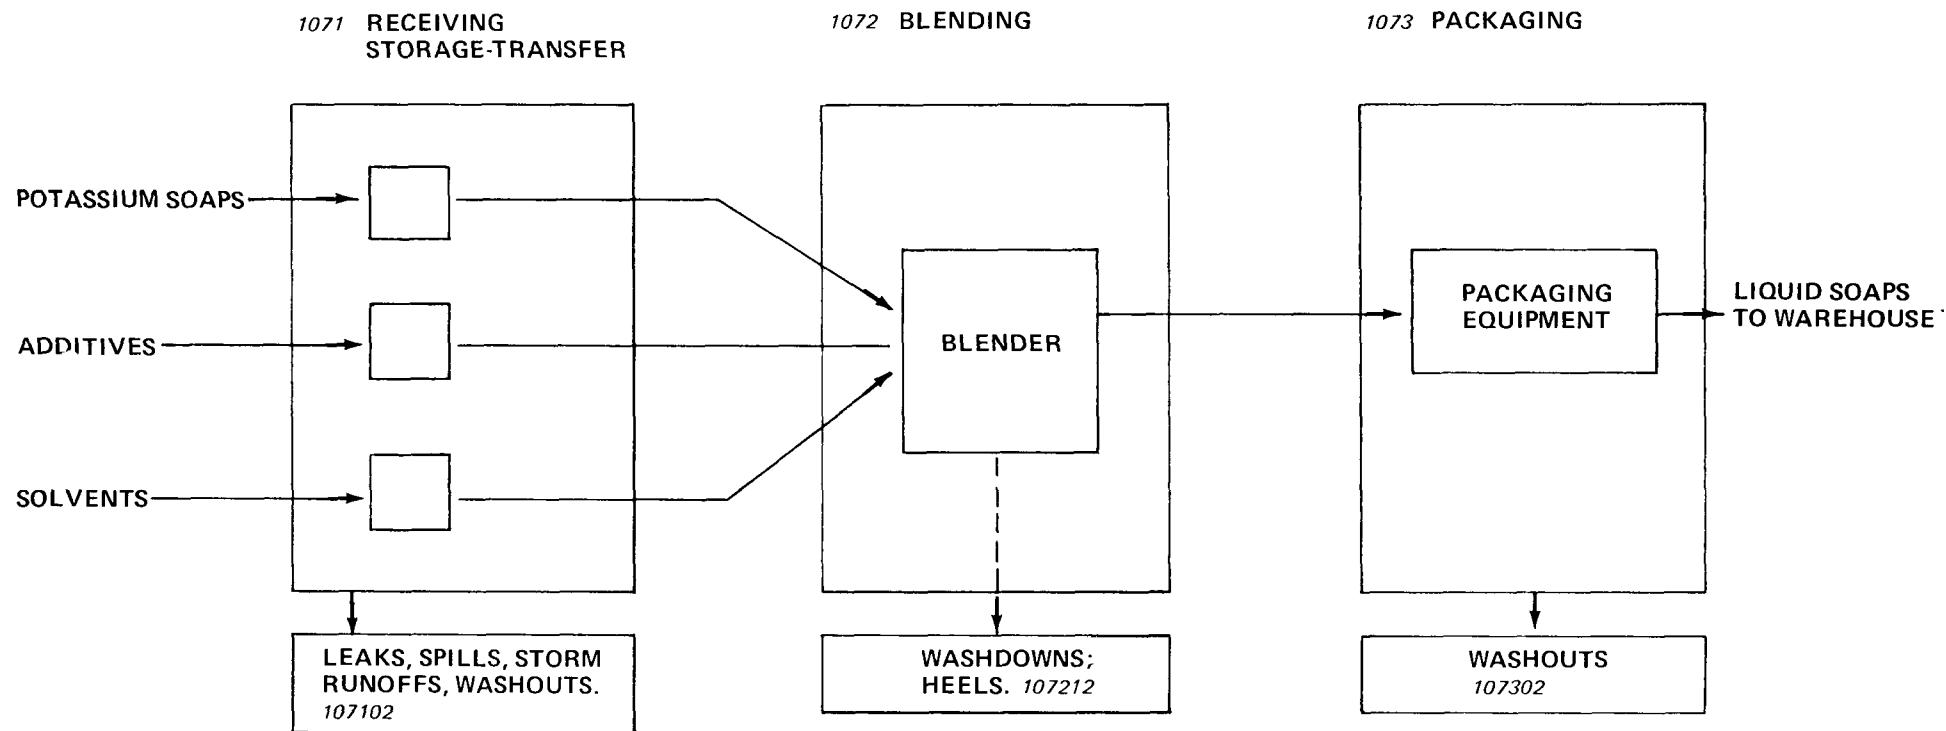 1071 RECEIVING
STORAGE-TRANSFER
1072 BLENDING
1073 PACKAGING
POTASSIUM SOAPS
ADDITIVES
SOLVENTS
BLENDER
PACKAGING
EQUIPMENT
LIQUID SOAPS
TO WAREHOUSE
LEAKS, SPILLS, STORM
RUNOFFS, WASHOUTS.
107102
WASHDOWNS;
HEELS. 107212
WASHOUTS
107302